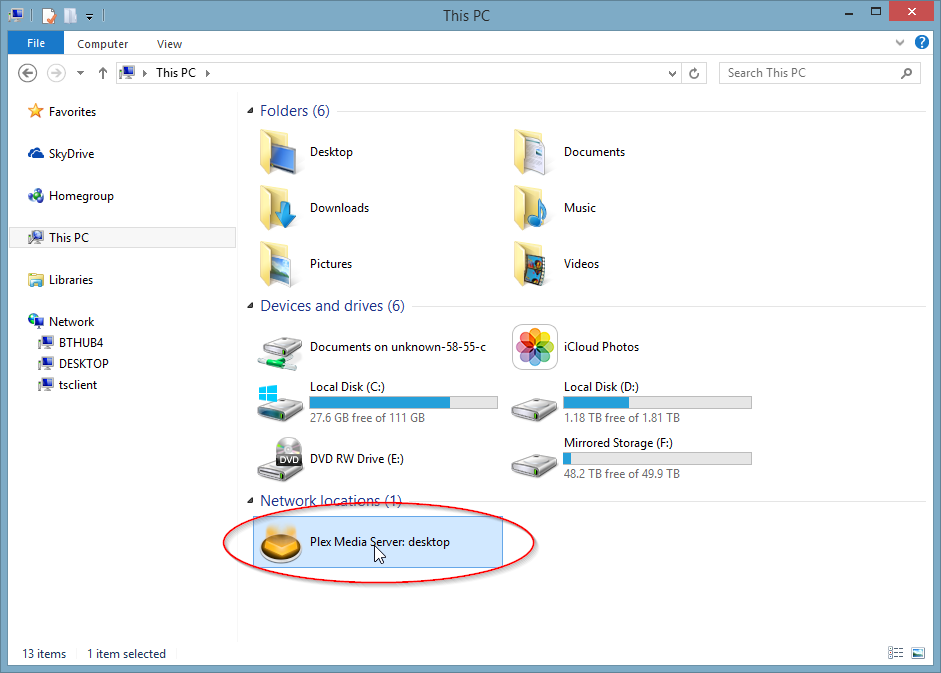 This PC
File
Computer
View
This PC
Search This PC
Favorites
SkyDrive
Homegroup
This PC
Libraries
Network
BTHUB4
DESKTOP
tsclient
Folders (6)
Desktop
Documents
Downloads
Music
Pictures
Videos
Devices and drives (6)
Documents on unknown-58-55-c
iCloud Photos
Local Disk (C:)
27.6 GB free of 111 GB
Local Disk (D:)
1.18 TB free of 1.81 TB
DVD
DVD RW Drive (E:)
Mirrored Storage (F:)
48.2 TB free of 49.9 TB
Network locations (1)
Plex Media Server: desktop
13 items
1 item selected